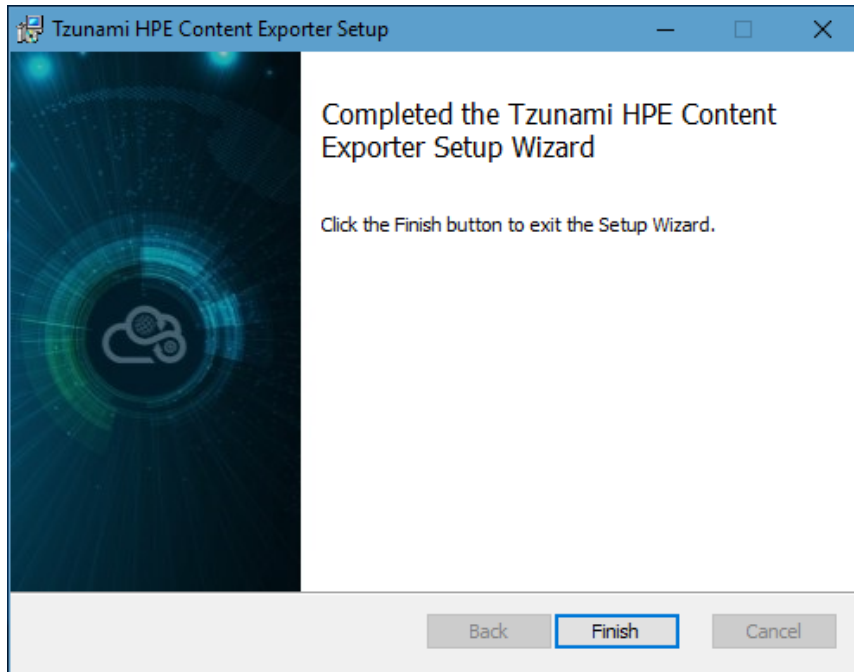 Tzunami HPE Content Exporter Setup
Completed the Tzunami HPE Content
Exporter Setup Wizard
Click the Finish button to exit the Setup Wizard.
Back
Finish
Cancel